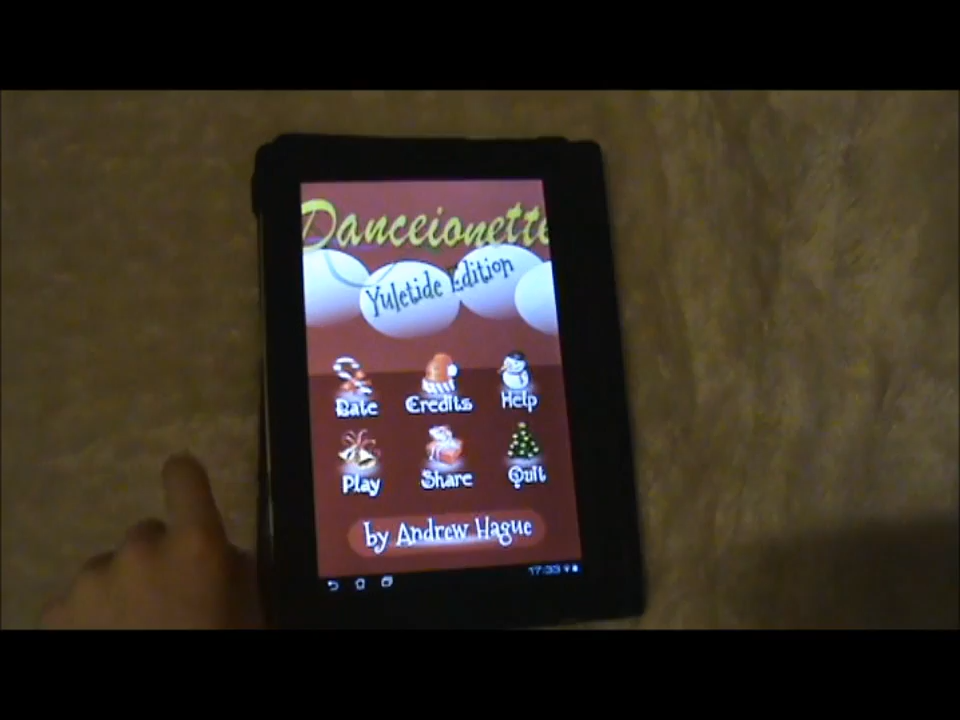 Danceionette
Yuletide Edition
Rate Credits Help
Play Share Quit
by Andrew Hague
17:33